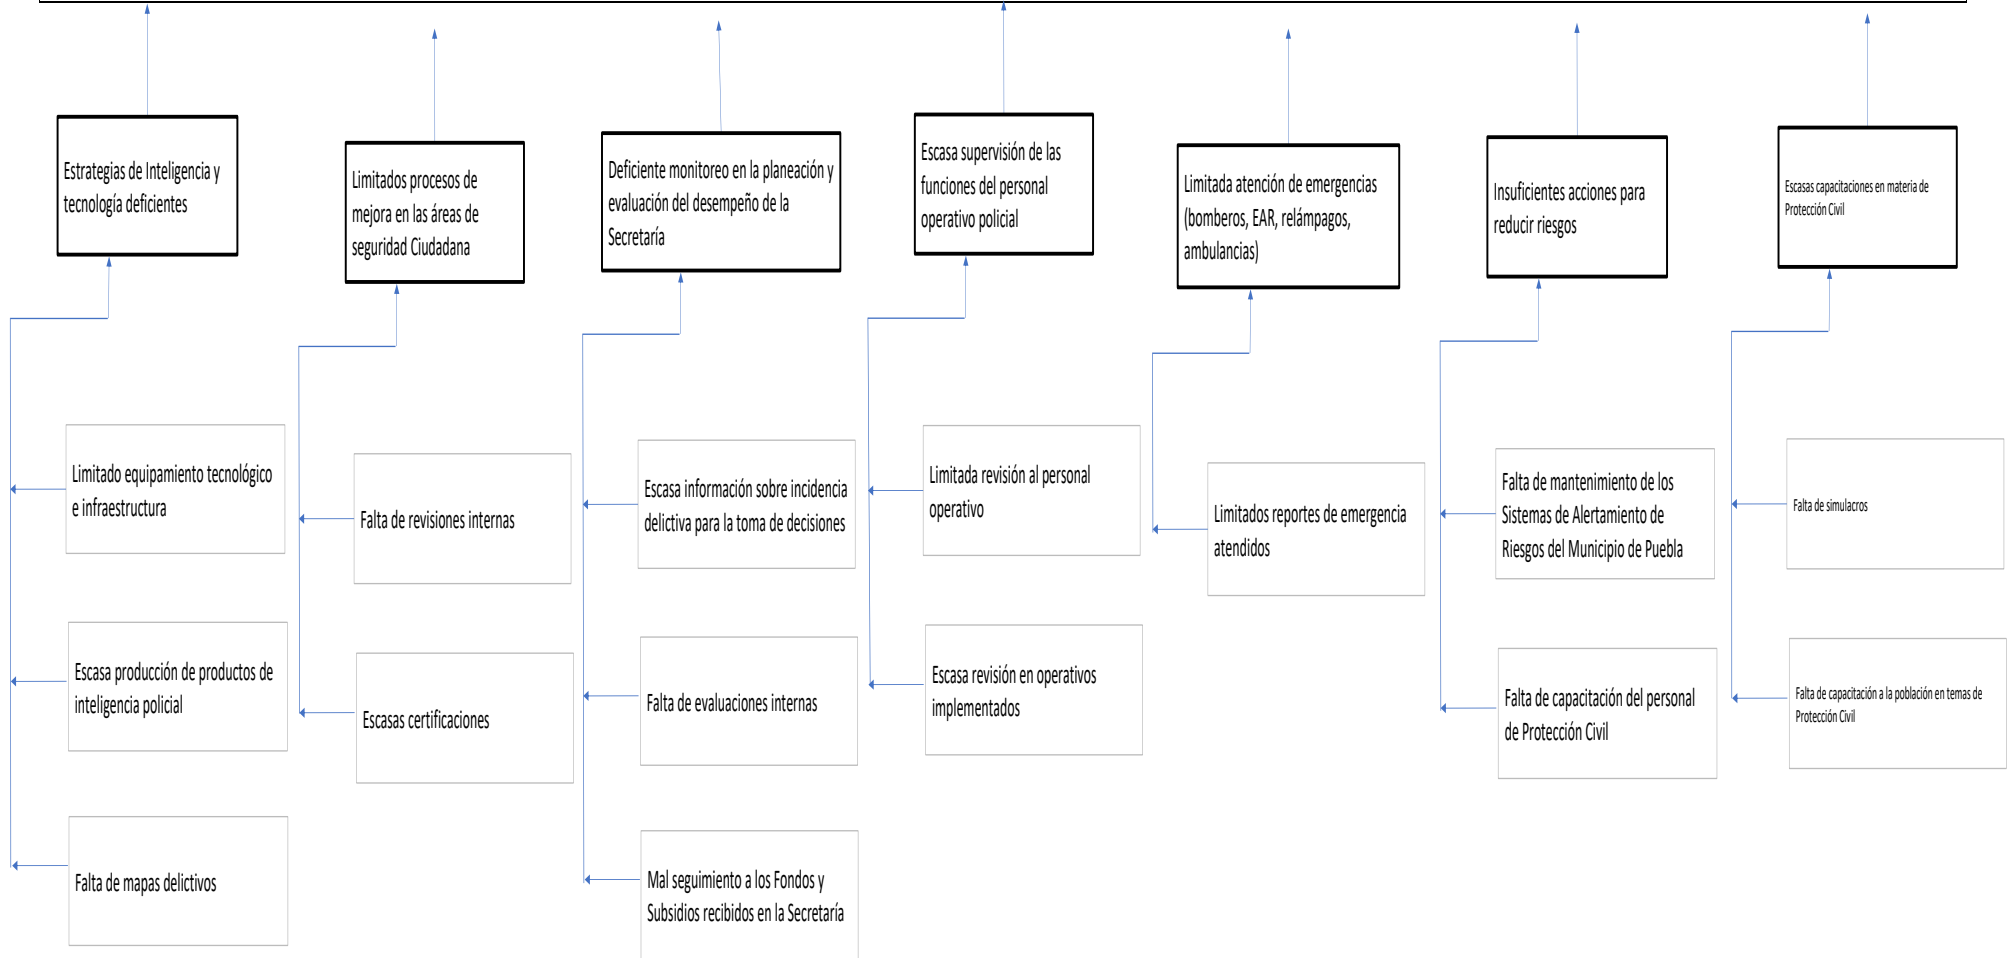 Estrategias de Inteligencia y
tecnología deficientes
Limitados procesos de
mejora en las áreas de
seguridad Ciudadana
Deficiente monitoreo en la planeación y
evaluación del desempeño de la
Secretaría
Escasa supervisión de las
funciones del personal
operativo policial
Limitada atención de emergencias
(bomberos, EAR, relámpagos,
ambulancias)
Insuficientes acciones para
reducir riesgos
Escasas capacitaciones en materia de
Protección Civil
Limitado equipamiento tecnológico
e infraestructura
Falta de revisiones internas
Escasa información sobre incidencia
delictiva para la toma de decisiones
Limitada revisión al personal
operativo
Limitados reportes de emergencia
atendidos
Falta de mantenimiento de los
Sistemas de Alertamiento de
Riesgos del Municipio de Puebla
Falta de simulacros
Escasa producción de productos de
inteligencia policial
Escasas certificaciones
Falta de evaluaciones internas
Escasa revisión en operativos
implementados
Falta de capacitación del personal
de Protección Civil
Falta de capacitación a la población en temas de
Protección Civil
Falta de mapas delictivos
Mal seguimiento a los Fondos y
Subsidios recibidos en la Secretaría